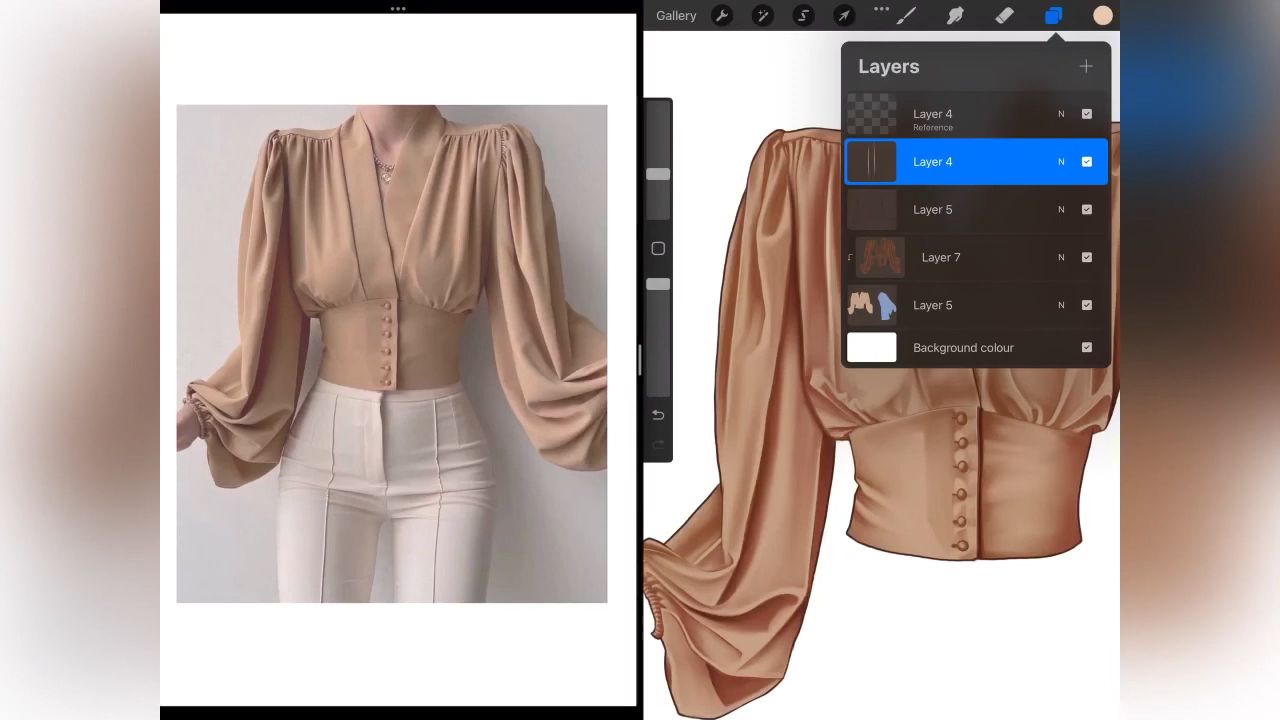 Gallery
Layers
Layer 4
Reference
N
Layer 4
N
Layer 5
N
Layer 7
N
Layer 5
N
Background colour